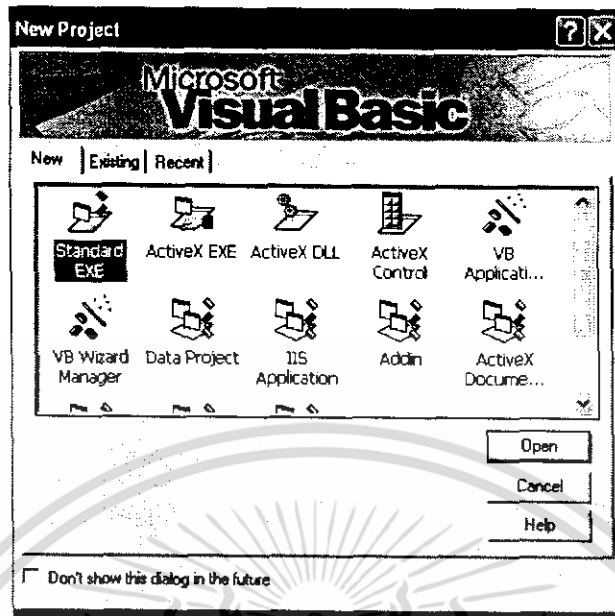 New Project
Microsoft
Visual Basic
New Existing Recent
Standard EXE
ActiveX EXE
ActiveX DLL
ActiveX Control
VB Applicati...
VB Wizard Manager
Data Project
IIS Application
Addin
ActiveX Docume...
Open
Cancel
Help
Don't show this dialog in the future